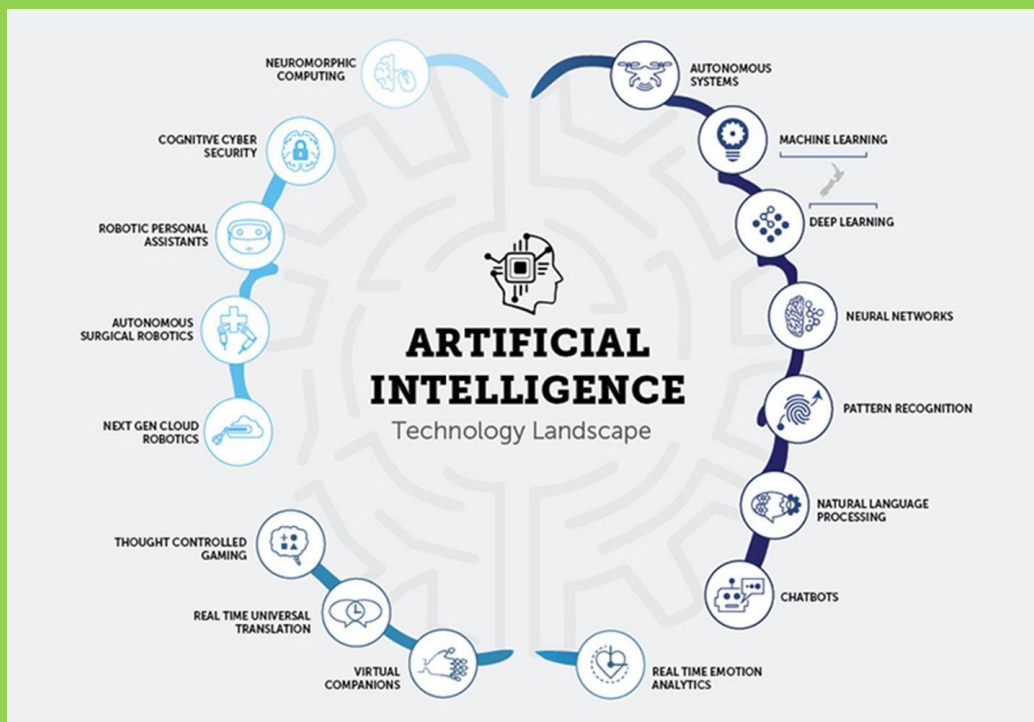 ARTIFICIAL
INTELLIGENCE
Technology Landscape
AUTONOMOUS
SYSTEMS
MACHINE LEARNING
DEEP LEARNING
NEURAL NETWORKS
PATTERN RECOGNITION
NATURAL LANGUAGE
PROCESSING
CHATBOTS
REAL TIME EMOTION
ANALYTICS
VIRTUAL
COMPANIONS
REAL TIME UNIVERSAL
TRANSLATION
THOUGHT CONTROLLED
GAMING
NEXT GEN CLOUD
ROBOTICS
AUTONOMOUS
SURGICAL ROBOTICS
ROBOTIC PERSONAL
ASSISTANTS
COGNITIVE CYBER
SECURITY
NEUROMORPHIC
COMPUTING